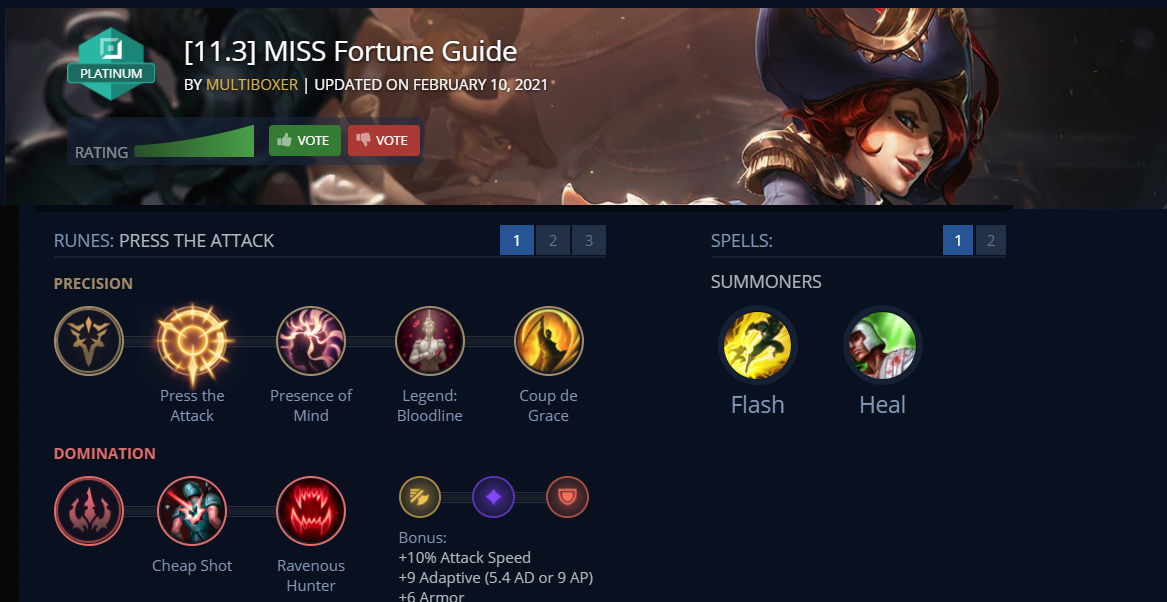 [11.3] MISS Fortune Guide
PLATINUM
BY MULTIBOXER | UPDATED ON FEBRUARY 10, 2021
RATING
VOTE
VOTE
RUNES: PRESS THE ATTACK
1 2 3
PRECISION
Press the
Attack
Presence of
Mind
Legend:
Bloodline
Coup de
Grace
DOMINATION
Cheap Shot
Ravenous
Hunter
Bonus:
+10% Attack Speed
+9 Adaptive (5.4 AD or 9 AP)
+6 Armor
SPELLS:
1 2
SUMMONERS
Flash
Heal